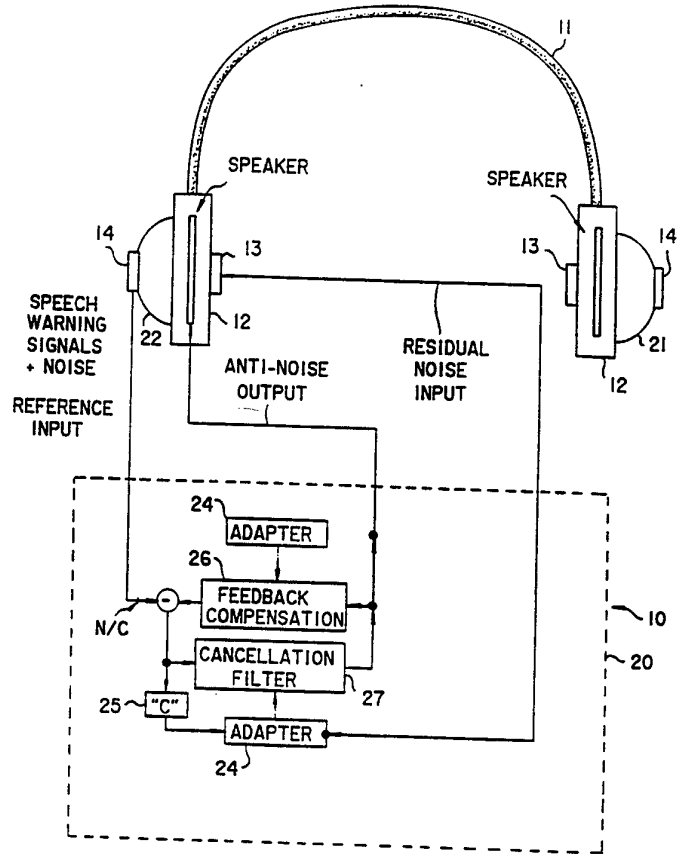 11
SPEAKER
SPEAKER
14
13
13
14
SPEECH
WARNING
SIGNALS
+ NOISE
22
12
21
12
RESIDUAL
NOISE
INPUT
ANTI-NOISE
OUTPUT
REFERENCE
INPUT
24
ADAPTER
26
FEEDBACK
COMPENSATION
-
N/C
10
20
CANCELLATION
FILTER
27
25
"C"
ADAPTER
24